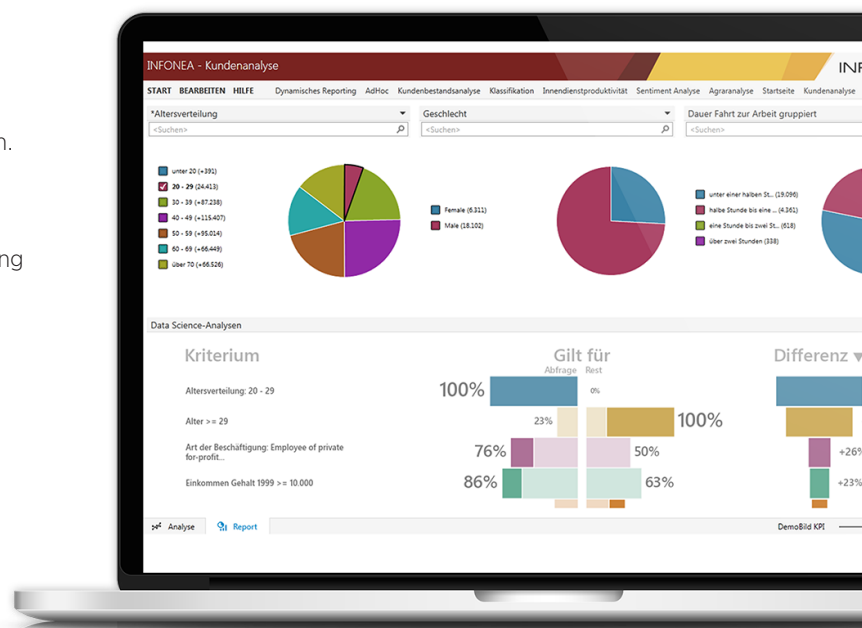 n.
ng
INFONEA - Kundenanalyse
INF
START BEARBEITEN HILFE Dynamisches Reporting AdHoc Kundenbestandsanalyse Klassifikation Innendienstproduktivität Sentiment Analyse Agraranalyse Startseite Kundenanalyse
*Altersverteilung
<Suchen>
Geschlecht
<Suchen>
Dauer Fahrt zur Arbeit gruppiert
<Suchen>
unter 20 (+391)
20 - 29 (24.413)
30 - 39 (+87.238)
40 - 49 (+115.407)
50 - 59 (+95.014)
60 - 69 (+66.449)
über 70 (+66.526)
Female (6.311)
Male (18.102)
unter einer halben St... (19.096)
halbe Stunde bis eine ... (4.361)
eine Stunde bis zwei St... (618)
über zwei Stunden (338)
Data Science-Analysen
Kriterium
Gilt für
Differenz
Abfrage Rest
Altersverteilung: 20 - 29
100%
0%
Alter >= 29
23%
100%
Art der Beschäftigung: Employee of private
for-profit...
76%
50%
+26%
Einkommen Gehalt 1999 >= 10.000
86%
63%
+23%
Analyse
Report
DemoBild KPI